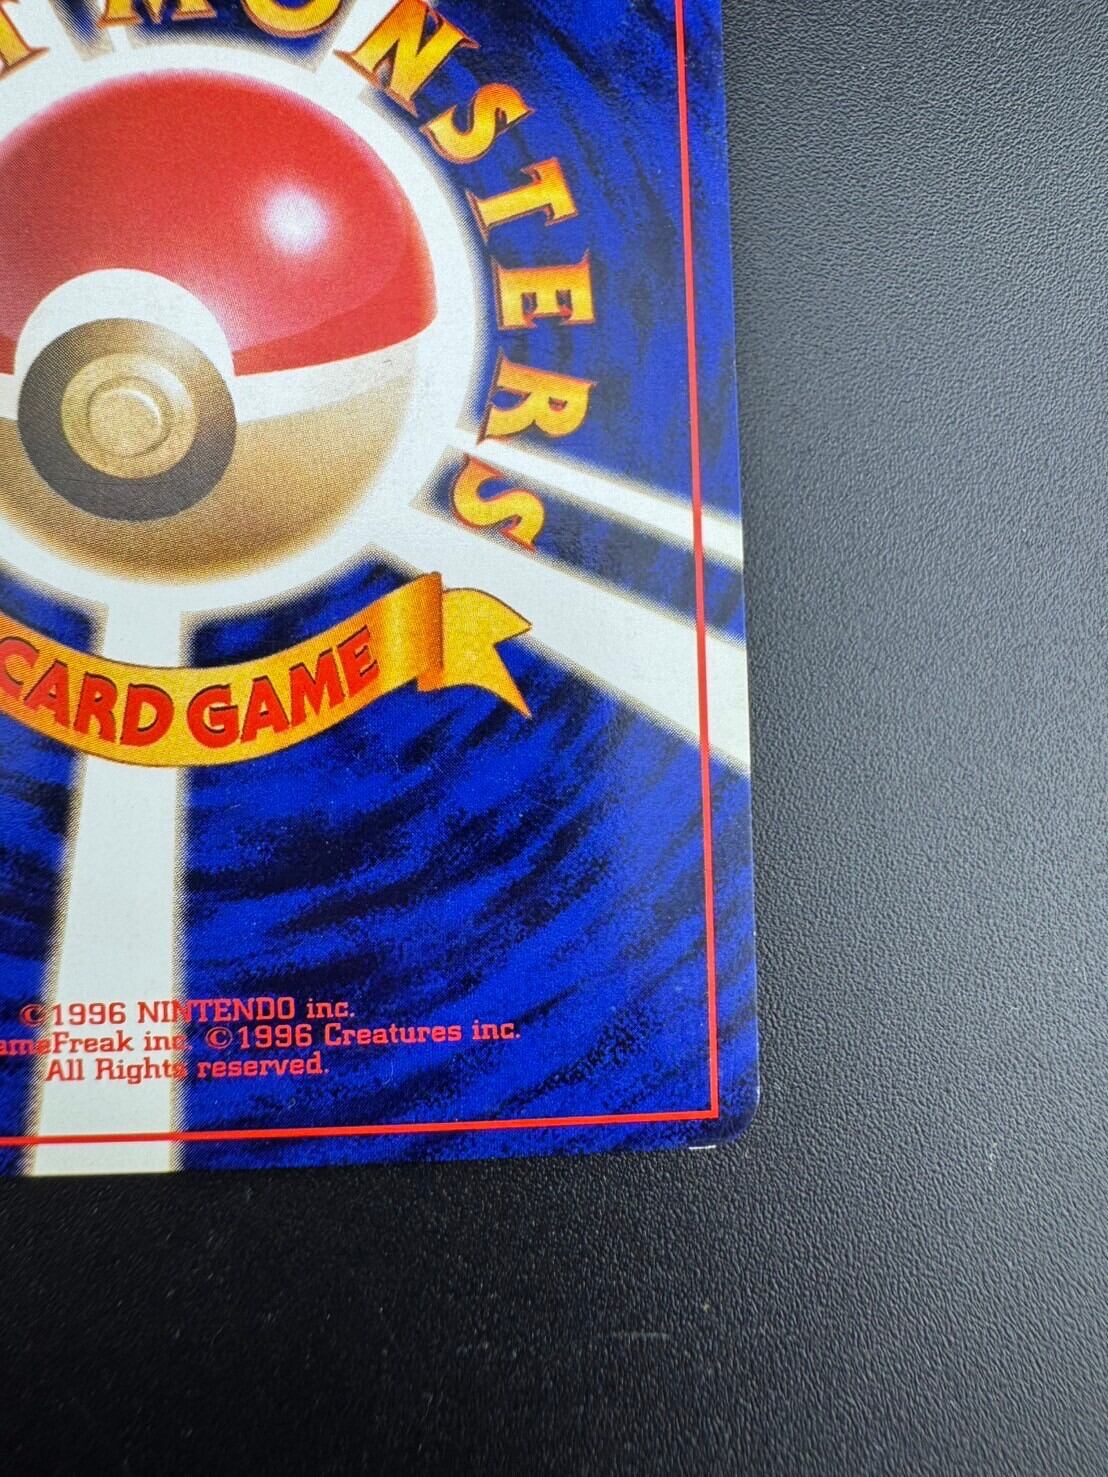 MONSTERS
CARD GAME
©1996 NINTENDO inc.
ameFreak inc. ©1996 Creatures inc.
All Rights reserved.